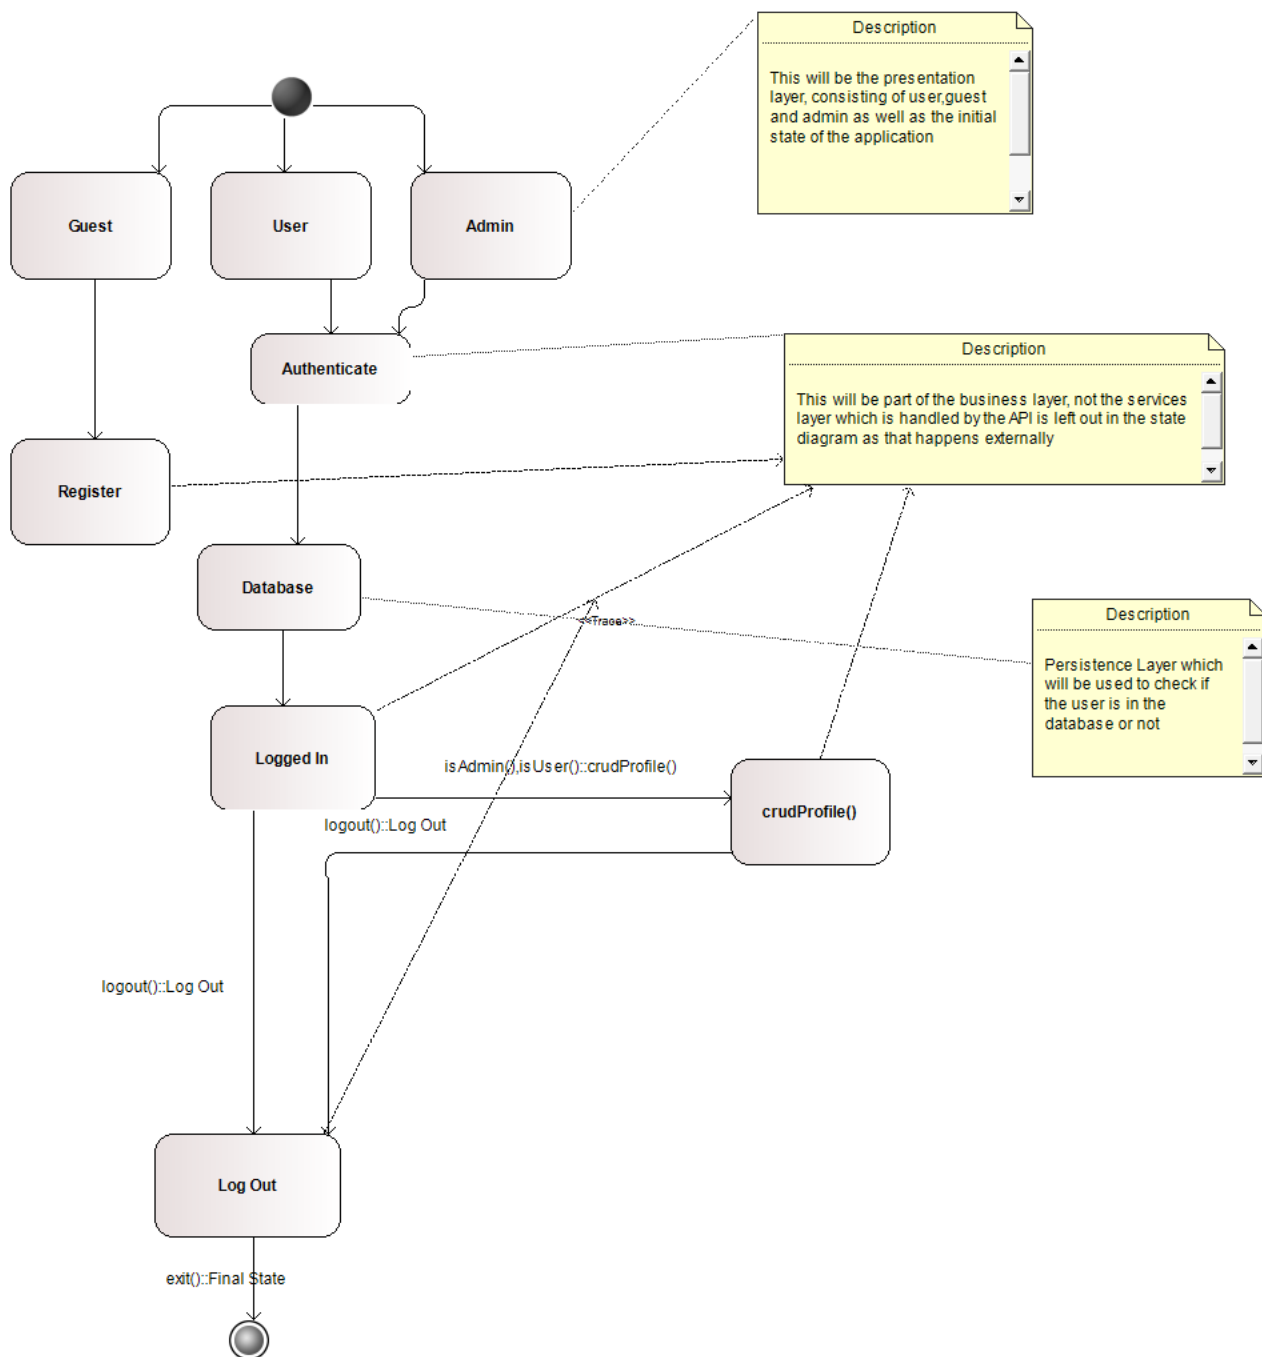 Description
This will be the presentation
layer, consisting of user,guest
and admin as well as the initial
state of the application
Guest
User
Admin
Authenticate
Description
This will be part of the business layer, not the services
layer which is handled by the API is left out in the state
diagram as that happens externally
Register
Database
<<Trace>>
Description
Persistence Layer which
will be used to check if
the user is in the
database or not
Logged In
isAdmin(),isUser()::crudProfile()
crudProfile()
logout()::Log Out
logout()::Log Out
Log Out
exit()::Final State